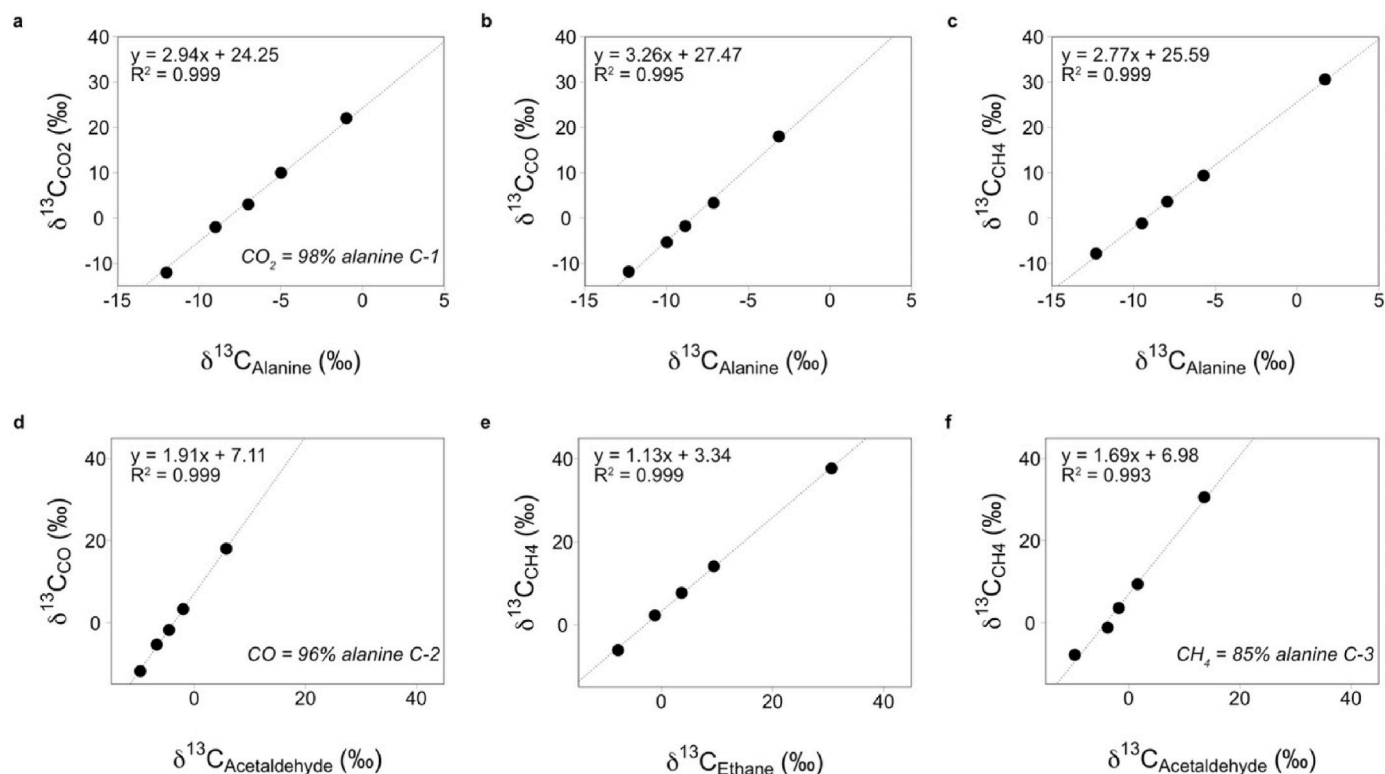 a
y = 2.94x + 24.25
R² = 0.999
40
30
20
10
0
-10
δ¹³C_CO2 (‰)
CO₂ = 98% alanine C-1
-15 -10 -5 0 5
δ¹³C_Alanine (‰)
b
y = 3.26x + 27.47
R² = 0.995
40
30
20
10
0
-10
δ¹³C_CO (‰)
-15 -10 -5 0 5
δ¹³C_Alanine (‰)
c
y = 2.77x + 25.59
R² = 0.999
40
30
20
10
0
-10
δ¹³C_CH4 (‰)
-15 -10 -5 0 5
δ¹³C_Alanine (‰)
d
y = 1.91x + 7.11
R² = 0.999
40
20
0
δ¹³C_CO (‰)
CO = 96% alanine C-2
0 20 40
δ¹³C_Acetaldehyde (‰)
e
y = 1.13x + 3.34
R² = 0.999
40
20
0
δ¹³C_CH4 (‰)
0 20 40
δ¹³C_Ethane (‰)
f
y = 1.69x + 6.98
R² = 0.993
40
20
0
δ¹³C_CH4 (‰)
CH₄ = 85% alanine C-3
0 20 40
δ¹³C_Acetaldehyde (‰)